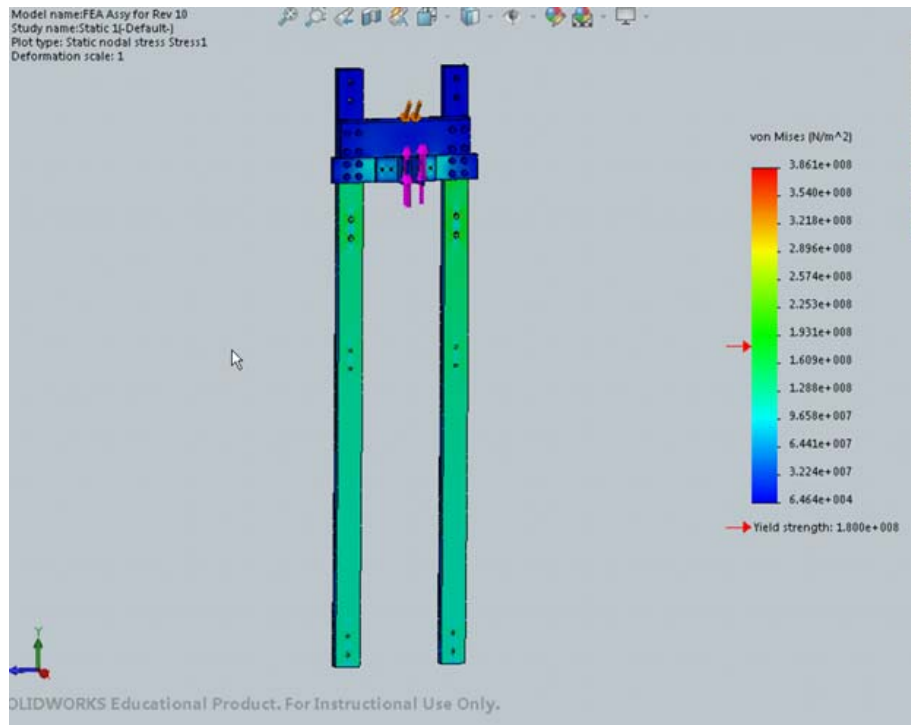 Model name:FEA Assy for Rev 10
Study name:Static 1(-Default-)
Plot type: Static nodal stress Stress1
Deformation scale: 1
von Mises (N/m^2)
3.861e+008
3.540e+008
3.218e+008
2.896e+008
2.574e+008
2.253e+008
1.931e+008
1.609e+008
1.288e+008
9.658e+007
6.441e+007
3.224e+007
6.464e+004
Yield strength: 1.800e+008
Y
OLIDWORKS Educational Product. For Instructional Use Only.